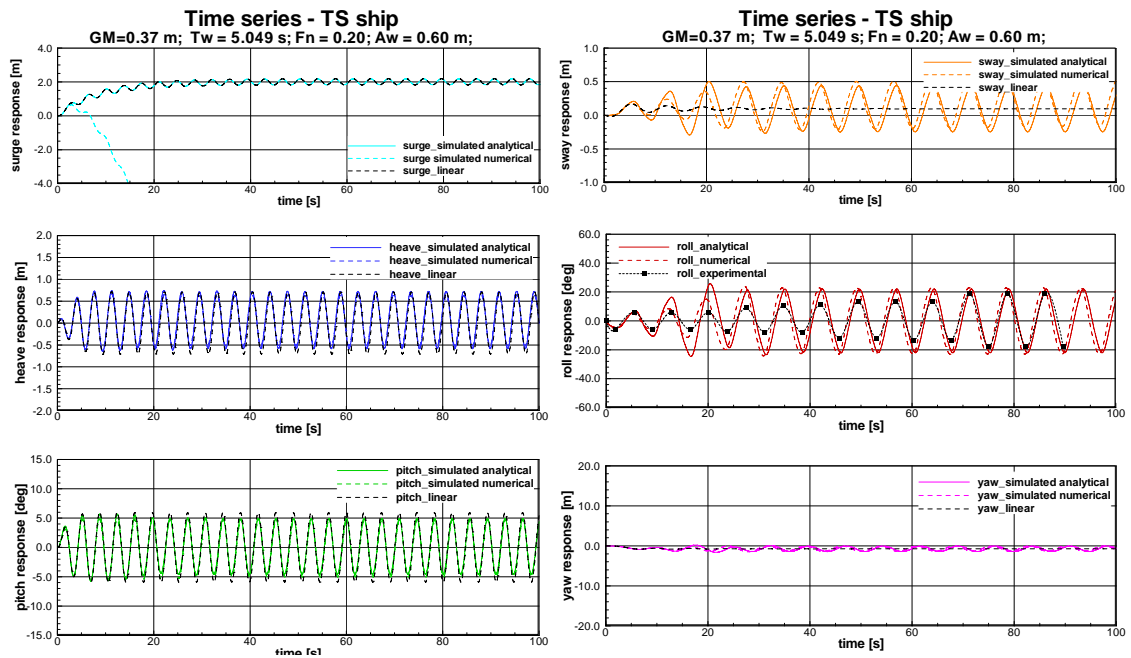 Time series - TS ship
GM=0.37 m; Tw = 5.049 s; Fn = 0.20; Aw = 0.60 m;
4.0
2.0
0.0
-2.0
-4.0
surge response [m]
surge_simulated analytical
surge simulated numerical
surge_linear
0 20 40 60 80 100
time [s]
2.0
1.5
1.0
0.5
0.0
-0.5
-1.0
-1.5
-2.0
heave response [m]
heave_simulated analytical
heave_simulated numerical
heave_linear
0 20 40 60 80 100
time [s]
15.0
10.0
5.0
0.0
-5.0
-10.0
-15.0
pitch response [deg]
pitch_simulated analytical
pitch_simulated numerical
pitch_linear
0 20 40 60 80 100
time [s]
Time series - TS ship
GM=0.37 m; Tw = 5.049 s; Fn = 0.20; Aw = 0.60 m;
1.0
0.5
0.0
-0.5
-1.0
sway response [m]
sway_simulated analytical
sway_simulated numerical
sway_linear
0 20 40 60 80 100
time [s]
60.0
40.0
20.0
0.0
-20.0
-40.0
-60.0
roll response [deg]
roll_analytical
roll_numerical
roll_experimental
0 20 40 60 80 100
time [s]
20.0
10.0
0.0
-10.0
-20.0
yaw response [m]
yaw_simulated analytical
yaw_simulated numerical
yaw_linear
0 20 40 60 80 100
time [s]